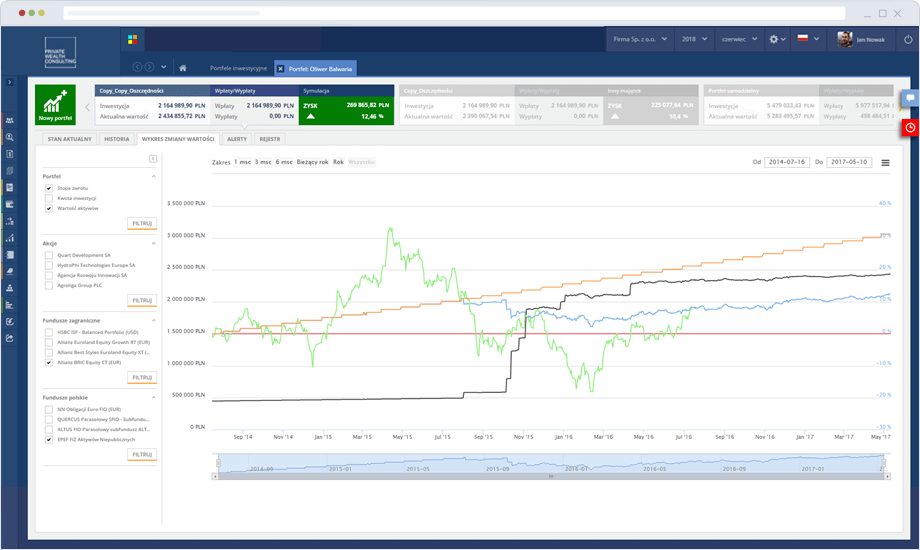 PRIVATE
WEALTH
CONSULTING
Firma Sp. z o.o.
2018
czerwiec
Jan Nowak
Portfele inwestycyjne
Portfel: Oliwer Balwaria
Nowy portfel
Copy_Copy_Oszczędności
Wpłaty/Wypłaty
Symulacja
Inwestycja 2 164 989,90 PLN
Wpłaty 2 164 989,90 PLN
ZYSK 269 865,82 PLN
Aktualna wartość 2 434 855,72 PLN
Wypłaty 0,00 PLN
12,46 %
Copy_Oszczędności
Wpłaty/Wypłaty
Inny majątek
Inwestycja 2 164 989,90 PLN
Wpłaty 2 164 989,90 PLN
ZYSK 225 077,64 PLN
Aktualna wartość 2 390 067,54 PLN
Wypłaty 0,00 PLN
10,4 %
Portfel samodzielny
Wpłaty/Wypłaty
Inwestycja 5 479 033,43 PLN
Wpłaty 5 977 517,94
Aktualna wartość 5 283 495,57 PLN
Wypłaty 498 484,51
STAN AKTUALNY
HISTORIA
WYKRES ZMIANY WARTOŚCI
ALERTY
REJESTR
Portfel
Stopa zwrotu
Kwota inwestycji
Wartość aktywów
FILTRUJ
Akcje
Quart Development SA
HydroPhi Technologies Europe SA
Agencja Rozwoju Innowacji SA
Agroliga Group PLC
FILTRUJ
Fundusze zagraniczne
HSBC ISF - Balanced Portfolio (USD)
Allianz Euroland Equity Growth RT (EUR)
Allianz Best Styles Euroland Equity XT (...
Allianz BRIC Equity CT (EUR)
FILTRUJ
Fundusze polskie
NN Obligacji Euro FIO (EUR)
QUERCUS Parasolowy SFIO - Subfundu...
ALTUS FIO Parasolowy subfundusz ALT...
EPEF FIZ Aktywów Niepublicznych
FILTRUJ
Zakres 1 msc 3 msc 6 msc Bieżący rok Rok Wszystko
Od 2014-07-16 Do 2017-05-10
3 500 000 PLN
3 000 000 PLN
2 500 000 PLN
2 000 000 PLN
1 500 000 PLN
1 000 000 PLN
500 000 PLN
0 PLN
40 %
30 %
20 %
10 %
0 %
-10 %
-20 %
-30 %
Sep '14 Nov '14 Jan '15 Mar '15 May '15 Jul '15 Sep '15 Nov '15 Jan '16 Mar '16 May '16 Jul '16 Sep '16 Nov '16 Jan '17 Mar '17 May '17
2014-09 2015-01 2015-05 2015-09 2016-01 2016-05 2016-09 2017-01 2